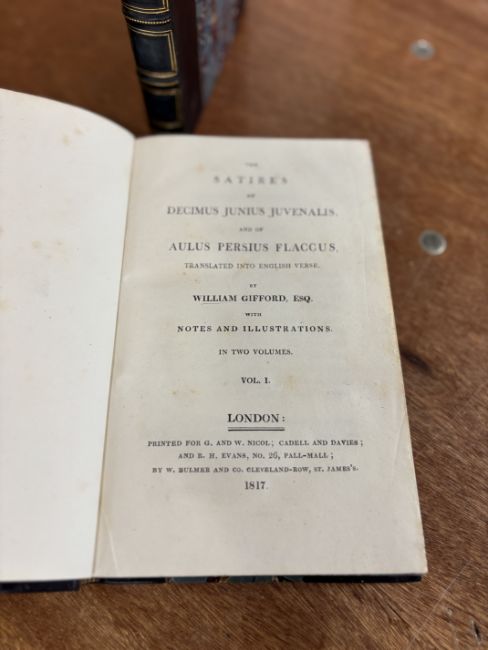 THE
SATIRES
OF
DECIMUS JUNIUS JUVENALIS,
AND OF
AULUS PERSIUS FLACCUS,
TRANSLATED INTO ENGLISH VERSE.
BY
WILLIAM GIFFORD, ESQ.
WITH
NOTES AND ILLUSTRATIONS.
IN TWO VOLUMES.
VOL. I.
LONDON:
PRINTED FOR G. AND W. NICOL; CADELL AND DAVIES;
AND R. H. EVANS, NO. 26, PALL-MALL;
BY W. BULMER AND CO. CLEVELAND-ROW, ST. JAMES'S.
1817.